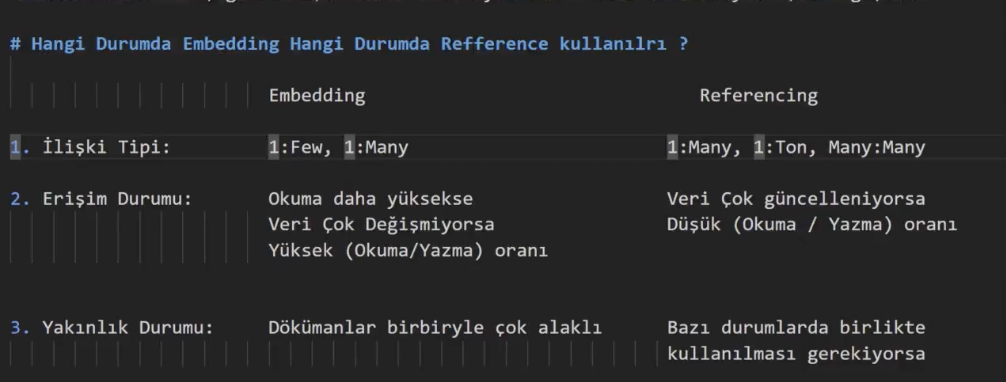 # Hangi Durumda Embedding Hangi Durumda Refference kullanılrı ?
Embedding Referencing
1. İlişki Tipi: 1:Few, 1:Many 1:Many, 1:Ton, Many:Many
2. Erişim Durumu: Okuma daha yüksekse Veri Çok güncelleniyorsa
Veri Çok Değişmiyorsa Düşük (Okuma / Yazma) oranı
Yüksek (Okuma/Yazma) oranı
3. Yakınlık Durumu: Dökümanlar birbiryle çok alaklı Bazı durumlarda birlikte
kullanılması gerekiyorsa